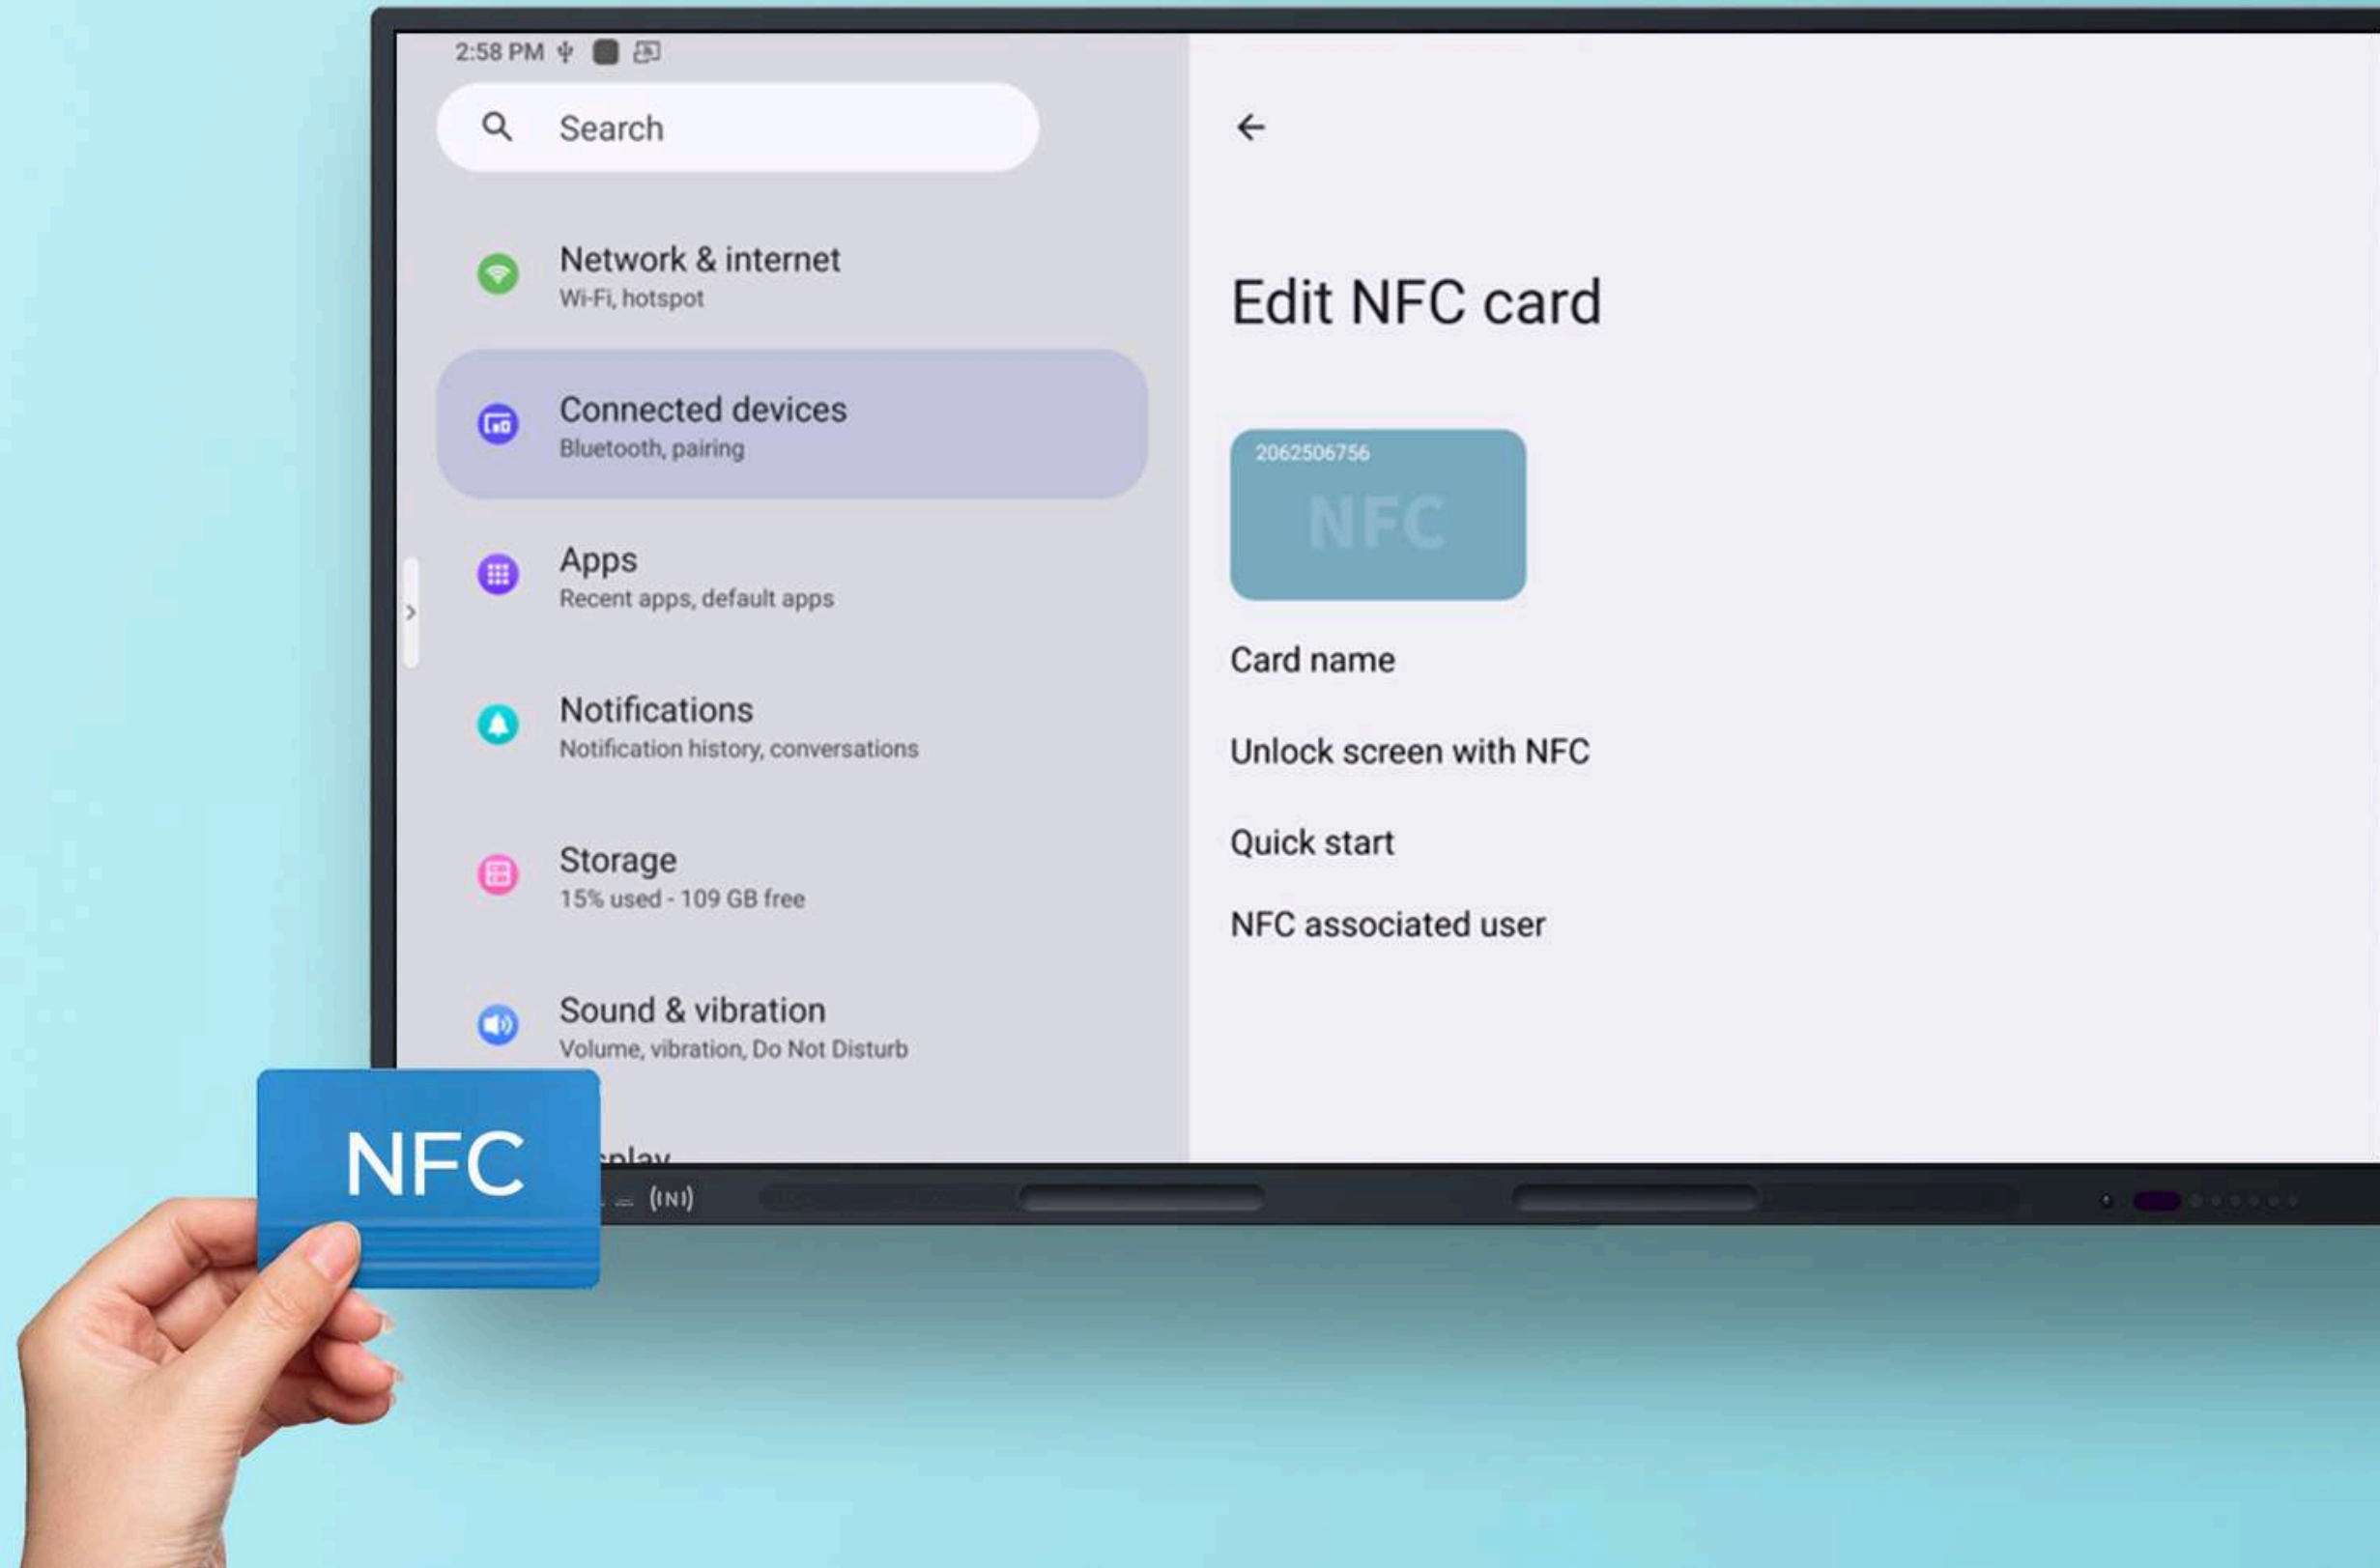 2:58 PM
Search
Network & internet
Wi-Fi, hotspot
Connected devices
Bluetooth, pairing
Apps
Recent apps, default apps
Notifications
Notification history, conversations
Storage
15% used - 109 GB free
Sound & vibration
Volume, vibration, Do Not Disturb
Edit NFC card
2062506756
NFC
Card name
Unlock screen with NFC
Quick start
NFC associated user
NFC